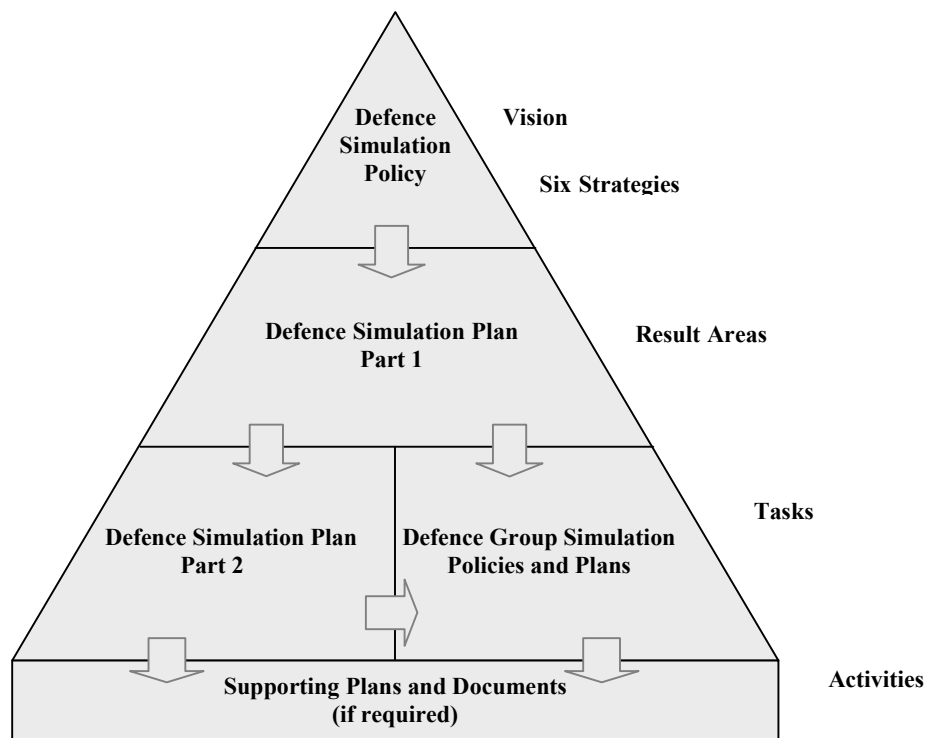 Defence
Simulation
Policy
Vision
Six Strategies
Defence Simulation Plan
Part 1
Result Areas
Defence Simulation Plan
Part 2
Defence Group Simulation
Policies and Plans
Tasks
Supporting Plans and Documents
(if required)
Activities